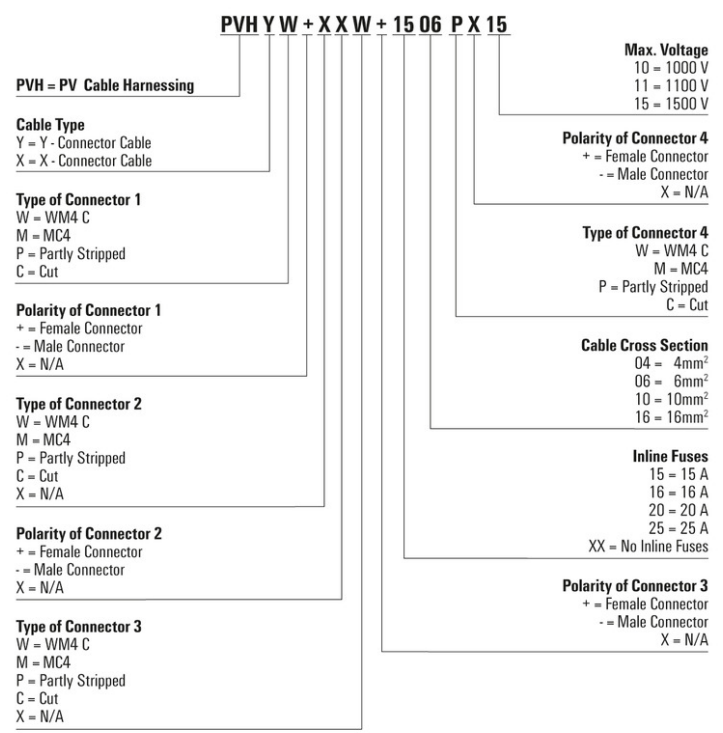 PVH Y W + X X W + 15 06 P X 15
PVH = PV Cable Harnessing
Cable Type
Y = Y - Connector Cable
X = X - Connector Cable
Type of Connector 1
W = WM4 C
M = MC4
P = Partly Stripped
C = Cut
Polarity of Connector 1
+ = Female Connector
- = Male Connector
X = N/A
Type of Connector 2
W = WM4 C
M = MC4
P = Partly Stripped
C = Cut
X = N/A
Polarity of Connector 2
+ = Female Connector
- = Male Connector
X = N/A
Type of Connector 3
W = WM4 C
M = MC4
P = Partly Stripped
C = Cut
X = N/A
Max. Voltage
10 = 1000 V
11 = 1100 V
15 = 1500 V
Polarity of Connector 4
+ = Female Connector
- = Male Connector
X = N/A
Type of Connector 4
W = WM4 C
M = MC4
P = Partly Stripped
C = Cut
Cable Cross Section
04 = 4mm²
06 = 6mm²
10 = 10mm²
16 = 16mm²
Inline Fuses
15 = 15 A
16 = 16 A
20 = 20 A
25 = 25 A
XX = No Inline Fuses
Polarity of Connector 3
+ = Female Connector
- = Male Connector
X = N/A